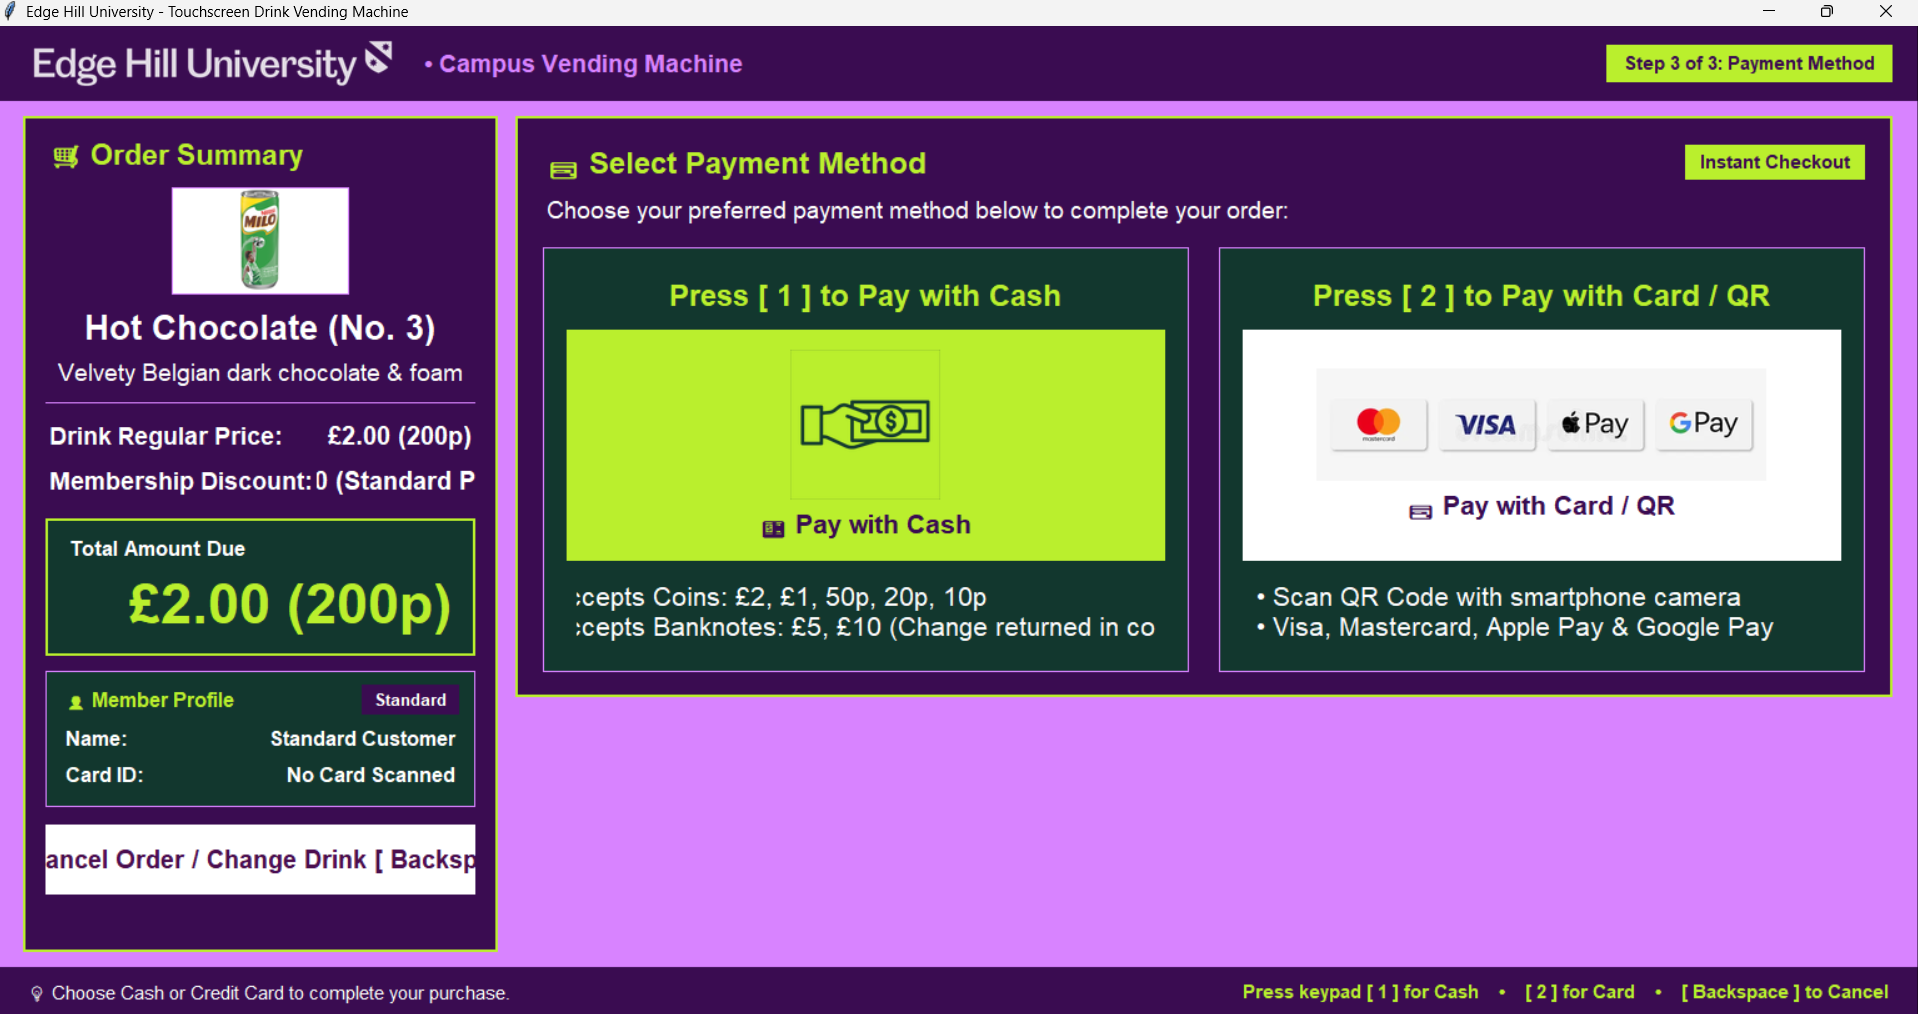 Edge Hill University - Touchscreen Drink Vending Machine
Edge Hill University
• Campus Vending Machine
Step 3 of 3: Payment Method
Order Summary
MILO
Hot Chocolate (No. 3)
Velvety Belgian dark chocolate & foam
Drink Regular Price: £2.00 (200p)
Membership Discount: 0 (Standard P
Total Amount Due
£2.00 (200p)
Member Profile
Standard
Name: Standard Customer
Card ID: No Card Scanned
ancel Order / Change Drink [ Backsp
Select Payment Method
Instant Checkout
Choose your preferred payment method below to complete your order:
Press [ 1 ] to Pay with Cash
$
Pay with Cash
ccepts Coins: £2, £1, 50p, 20p, 10p
ccepts Banknotes: £5, £10 (Change returned in co
Press [ 2 ] to Pay with Card / QR
mastercard
VISA
Pay
G Pay
Pay with Card / QR
• Scan QR Code with smartphone camera
• Visa, Mastercard, Apple Pay & Google Pay
Choose Cash or Credit Card to complete your purchase.
Press keypad [ 1 ] for Cash • [ 2 ] for Card • [ Backspace ] to Cancel